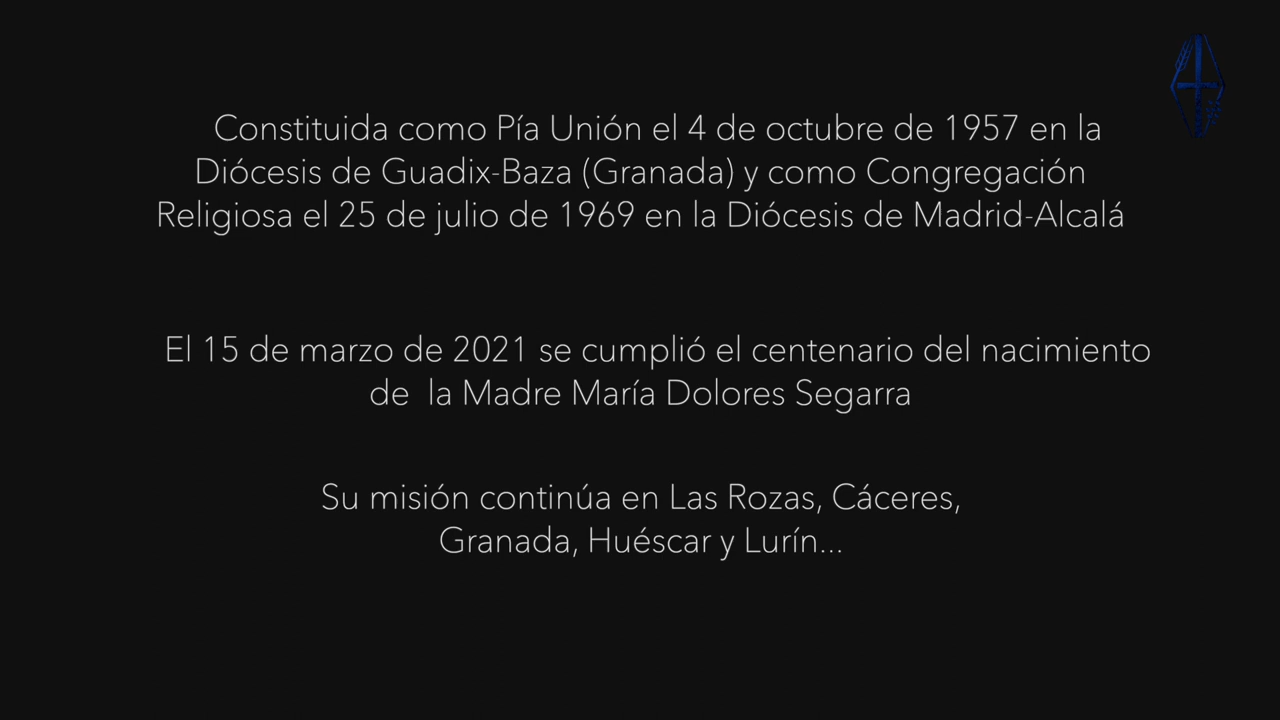 Constituida como Pía Unión el 4 de octubre de 1957 en la
Diócesis de Guadix-Baza (Granada) y como Congregación
Religiosa el 25 de julio de 1969 en la Diócesis de Madrid-Alcalá
El 15 de marzo de 2021 se cumplió el centenario del nacimiento
de  la Madre María Dolores Segarra
Su misión continúa en Las Rozas, Cáceres,
Granada, Huéscar y Lurín...